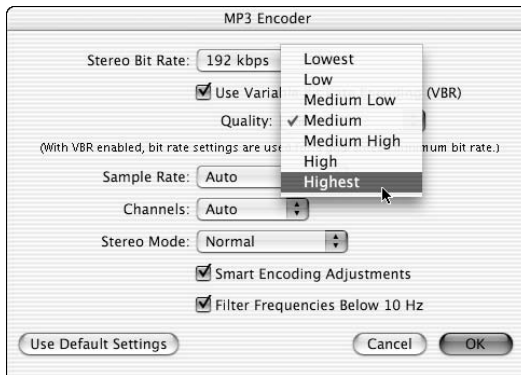 MP3 Encoder
Stereo Bit Rate: 192 kbps
Use Varia (VBR)
Quality: ✓ Medium
Lowest
Low
Medium Low
Medium High
High
Highest
(With VBR enabled, bit rate settings are use mum bit rate.)
Sample Rate: Auto
Channels: Auto
Stereo Mode: Normal
Smart Encoding Adjustments
Filter Frequencies Below 10 Hz
Use Default Settings Cancel OK